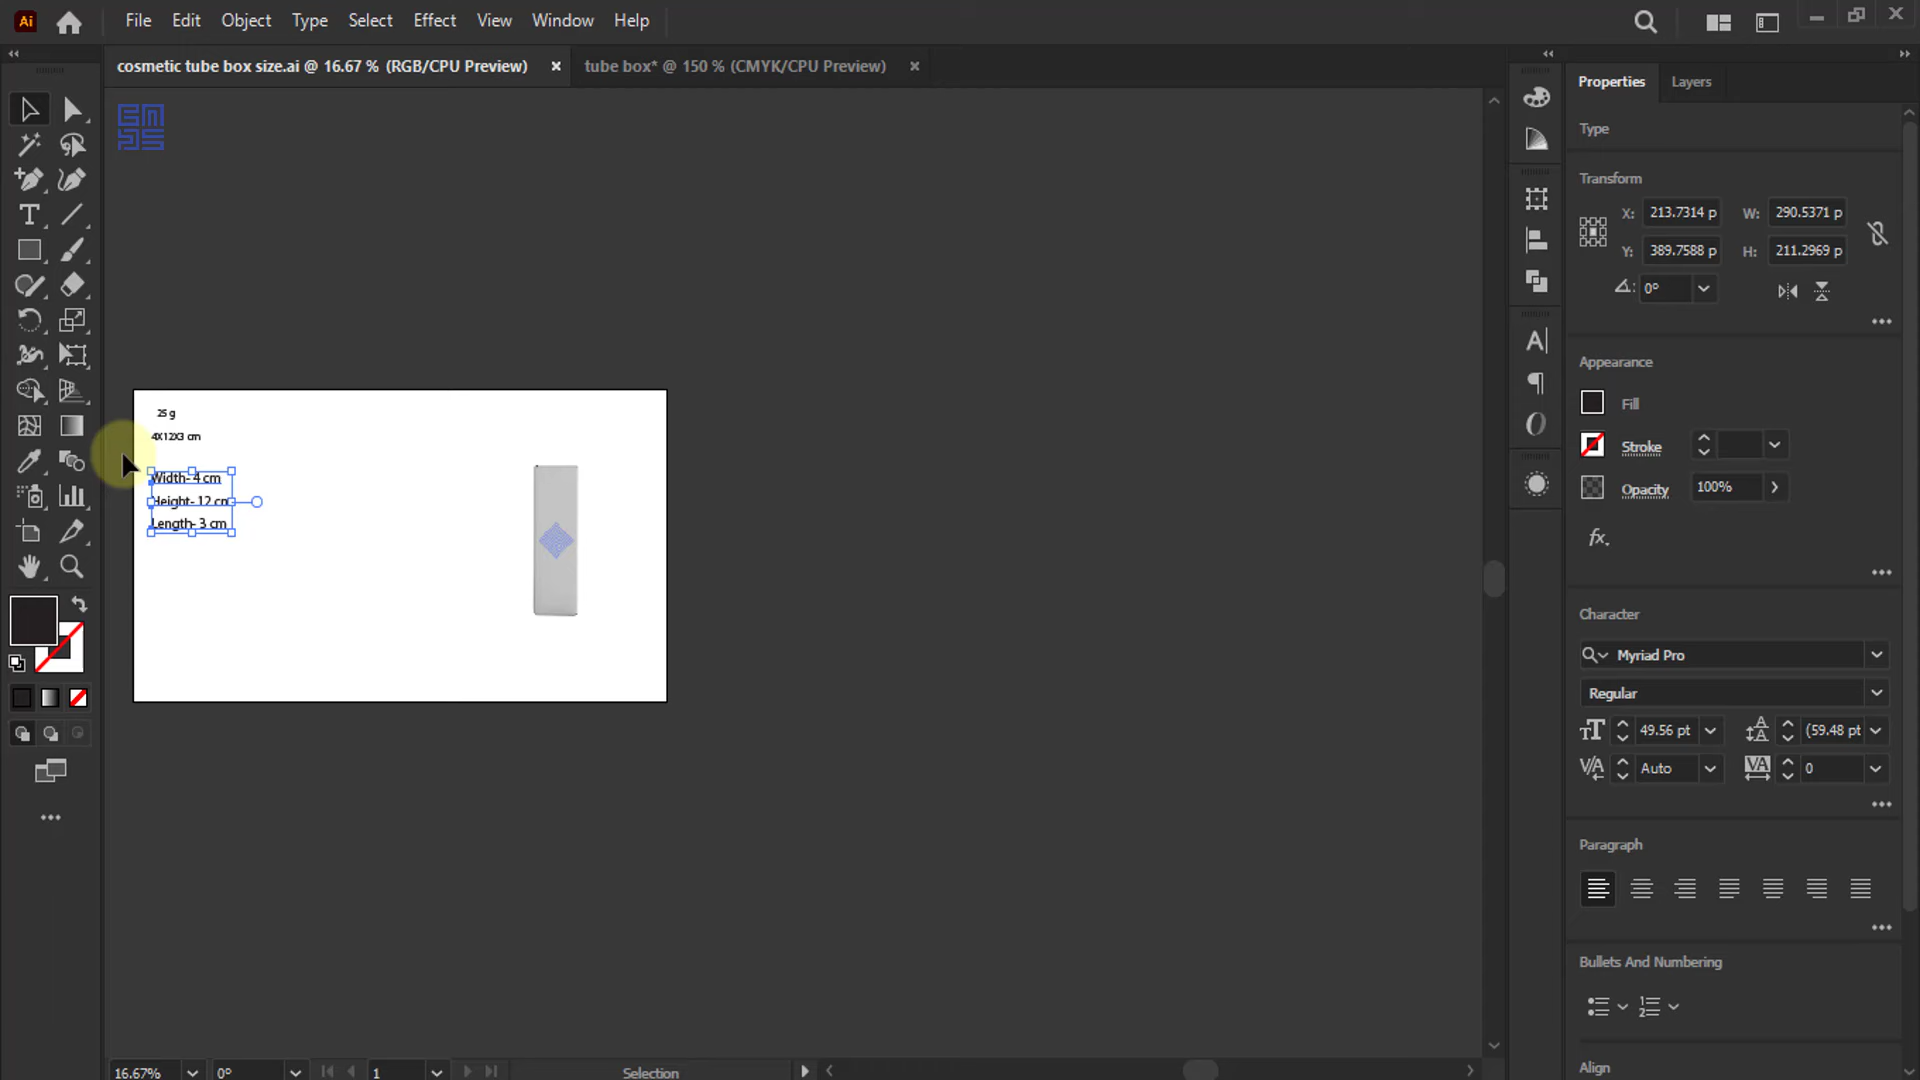 Ai
File Edit Object Type Select Effect View Window Help
cosmetic tube box size.ai @ 16.67 % (RGB/CPU Preview) × tube box* @ 150 % (CMYK/CPU Preview) ×
Properties Layers
Type
Transform
X: 213.7314 p W: 290.5371 p
Y: 389.7588 p H: 211.2969 p
0°
Appearance
Fill
Stroke
Opacity 100%
fx.
Character
Myriad Pro
Regular
49.56 pt (59.48 pt
Auto 0
Paragraph
Bullets And Numbering
Align
25 g
4X12X3 cm
Width- 4 cm
Height- 12 cm
Length- 3 cm
16.67% 0° 1 Selection